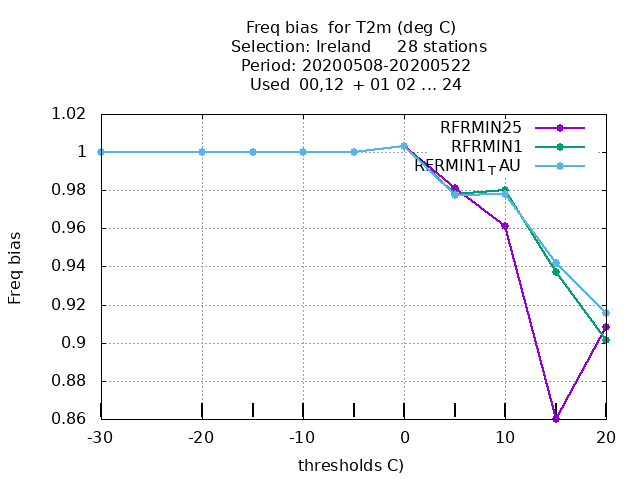 Freq bias for T2m (deg C)
Selection: Ireland 28 stations
Period: 20200508-20200522
Used 00,12 + 01 02 ... 24
RFRMIN25
RFRMIN1
RFRMIN1TAU
1.02
1
0.98
0.96
0.94
0.92
0.9
0.88
0.86
Freq bias
-30 -20 -10 0 10 20
thresholds C)